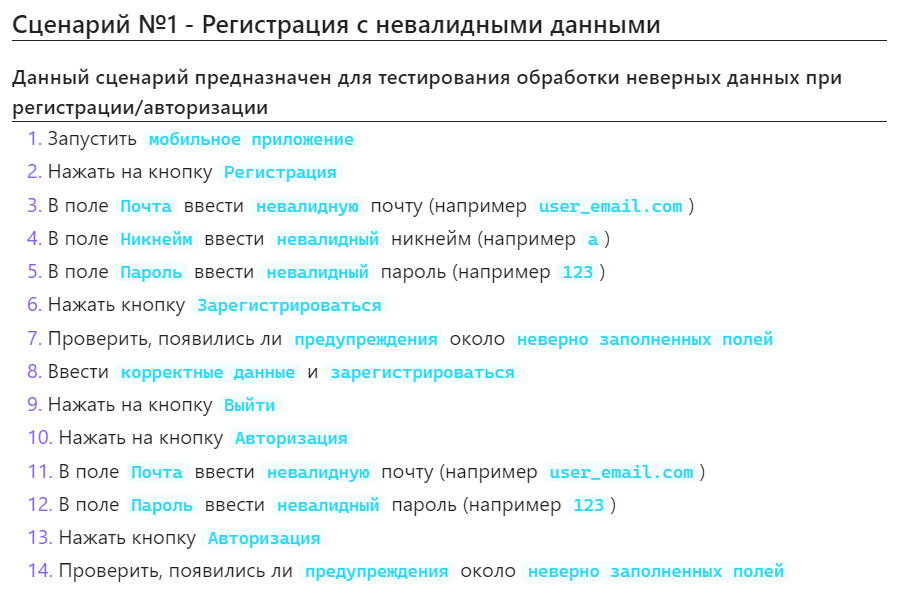 Сценарий №1 - Регистрация с невалидными данными
Данный сценарий предназначен для тестирования обработки неверных данных при
регистрации/авторизации
1. Запустить мобильное приложение
2. Нажать на кнопку Регистрация
3. В поле Почта ввести невалидную почту (например user_email.com)
4. В поле Никнейм ввести невалидный никнейм (например a)
5. В поле Пароль ввести невалидный пароль (например 123)
6. Нажать кнопку Зарегистрироваться
7. Проверить, появились ли предупреждения около неверно заполненных полей
8. Ввести корректные данные и зарегистрироваться
9. Нажать на кнопку Выйти
10. Нажать на кнопку Авторизация
11. В поле Почта ввести невалидную почту (например user_email.com)
12. В поле Пароль ввести невалидный пароль (например 123)
13. Нажать кнопку Авторизация
14. Проверить, появились ли предупреждения около неверно заполненных полей